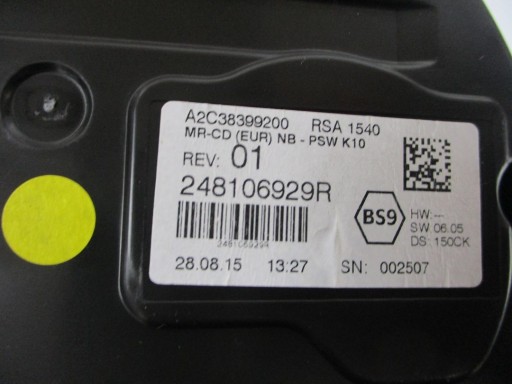 A2C38399200 RSA 1540
MR-CD (EUR) NB - PSW K10
REV: 01
248106929R
BS9
HW:---
SW:06.05
DS:150CK
248106929R
28.08.15 13:27 SN: 002507